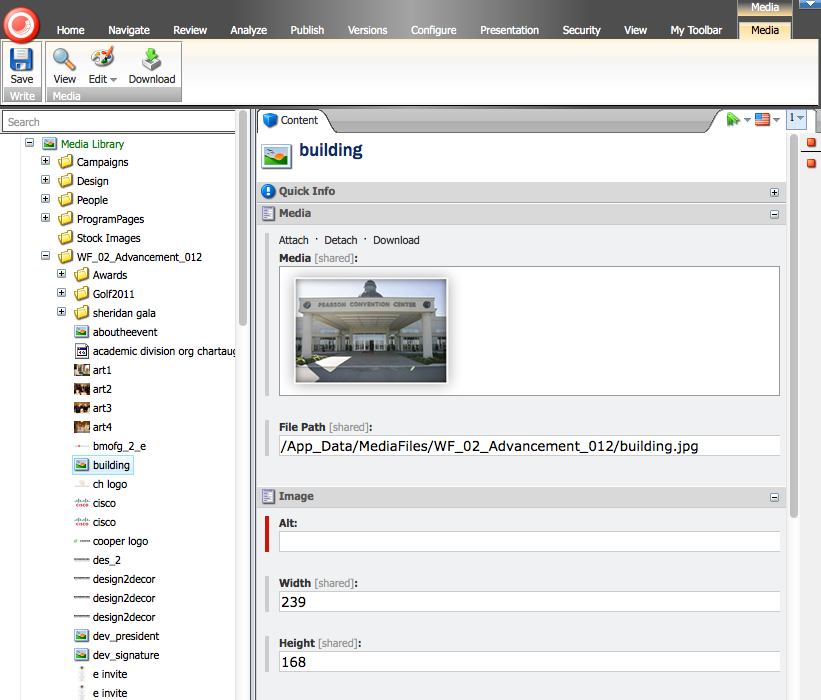 Media
Home Navigate Review Analyze Publish Versions Configure Presentation Security View My Toolbar Media
Save View Edit Download
Write Media
Search
Media Library
Campaigns
Design
People
ProgramPages
Stock Images
WF_02_Advancement_012
Awards
Golf2011
sheridan gala
abouttheevent
academic division org chartaug
art1
art2
art3
art4
bmofg_2_e
building
ch logo
cisco
cisco
cooper logo
des_2
design2decor
design2decor
design2decor
dev_president
dev_signature
e invite
e invite
Content
1
building
Quick Info
Media
Attach · Detach · Download
Media [shared]:
PEARSON CONVENTION CENTER
File Path [shared]:
/App_Data/MediaFiles/WF_02_Advancement_012/building.jpg
Image
Alt:
Width [shared]:
239
Height [shared]:
168